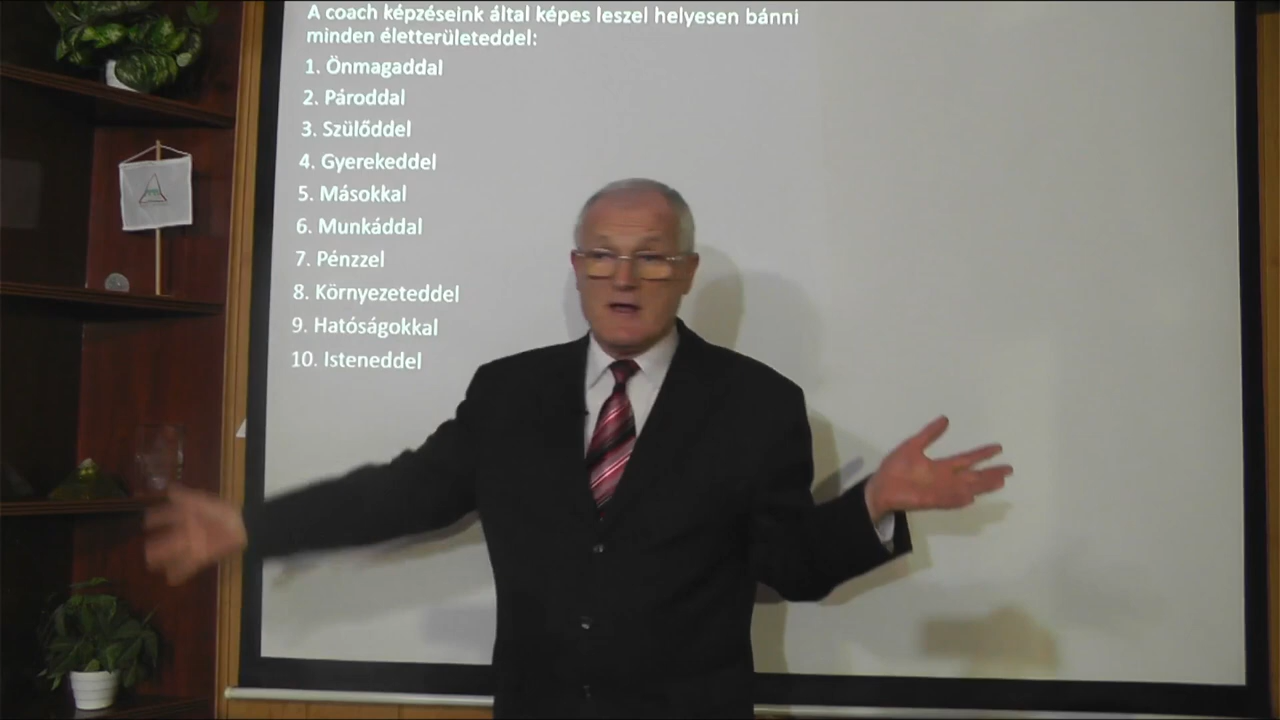 A coach képzéseink által képes leszel helyesen bánni
minden életterületeddel:
1. Önmagaddal
2. Pároddal
3. Szülőddel
4. Gyerekeddel
5. Másokkal
6. Munkáddal
7. Pénzzel
8. Környezeteddel
9. Hatóságokkal
10. Isteneddel